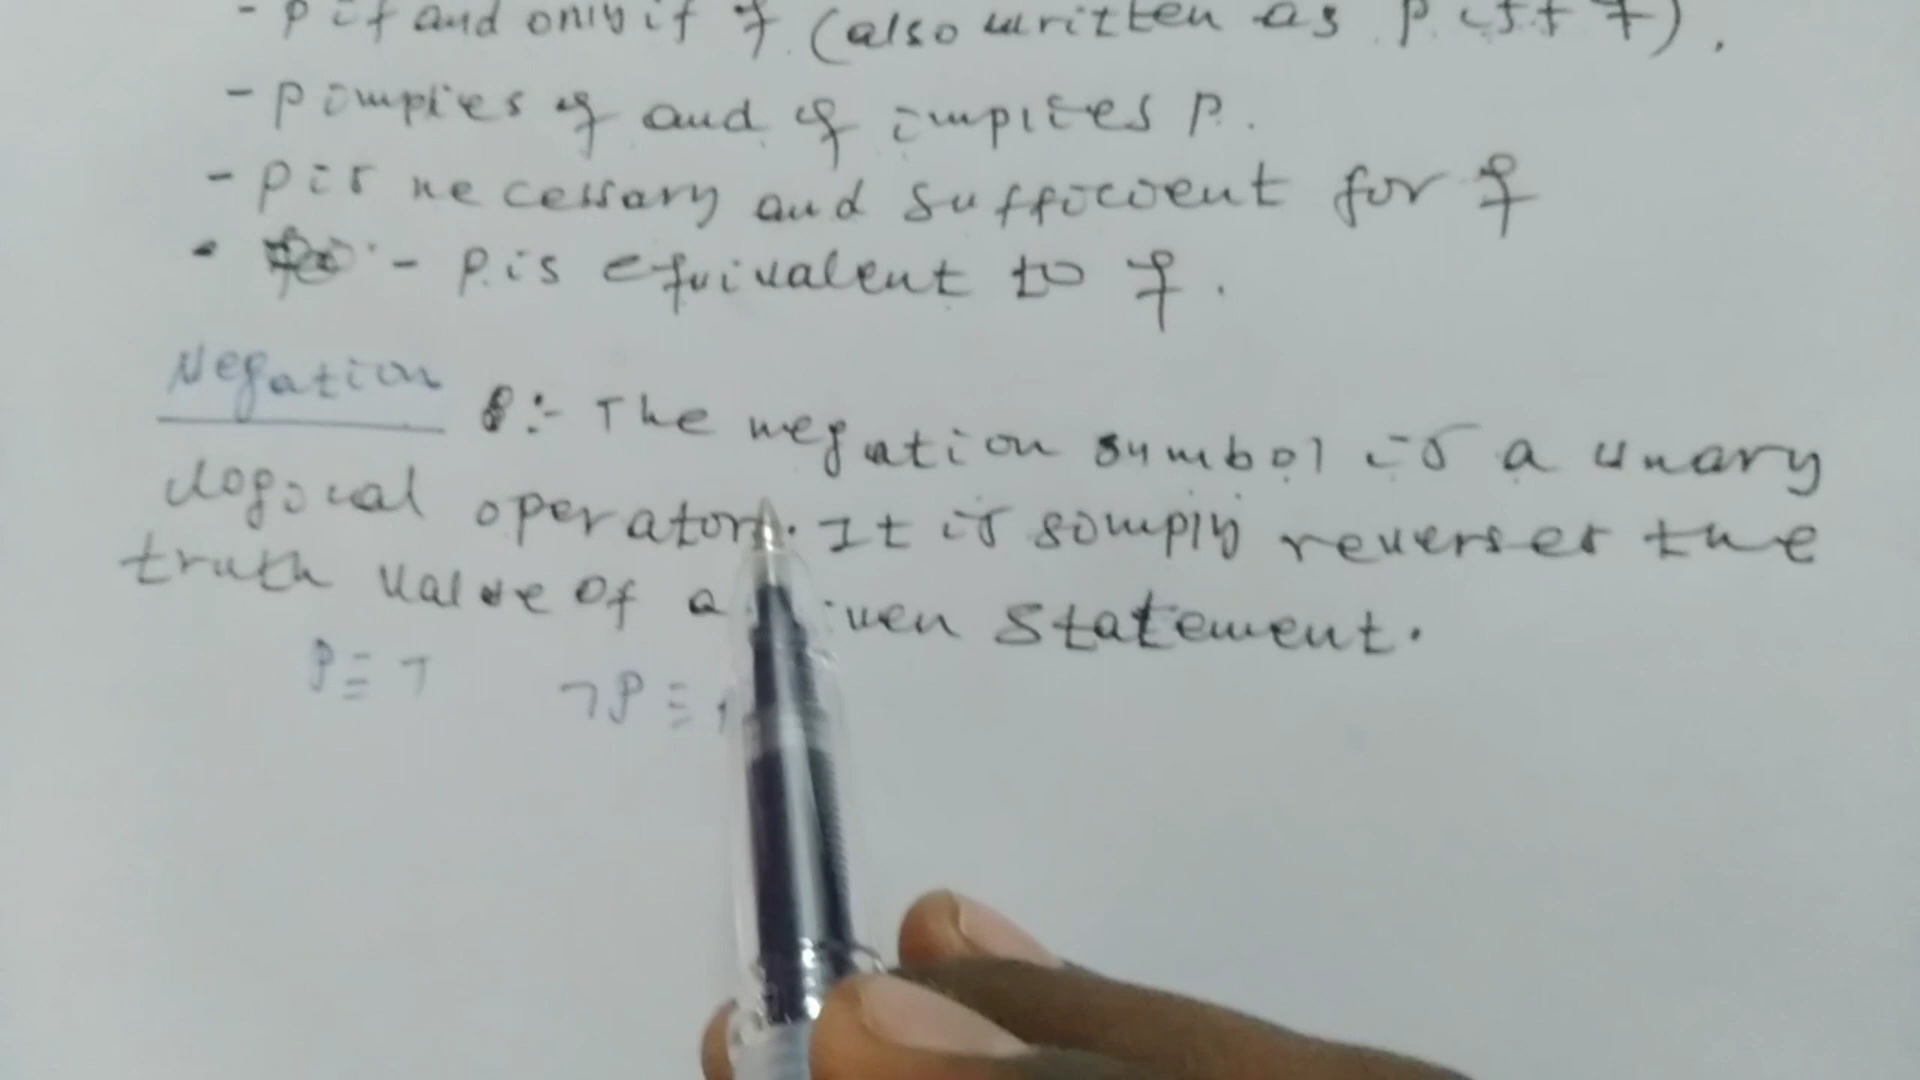 - P if and only if q. (also written as P iff q).
- P implies q and q implies P.
- P is necessary and sufficient for q
- P. is equivalent to q.
Negation :- The negation symbol is a unary
logical operator. It is simply reverses the
truth value of a statement.
P ≡ T ¬P ≡